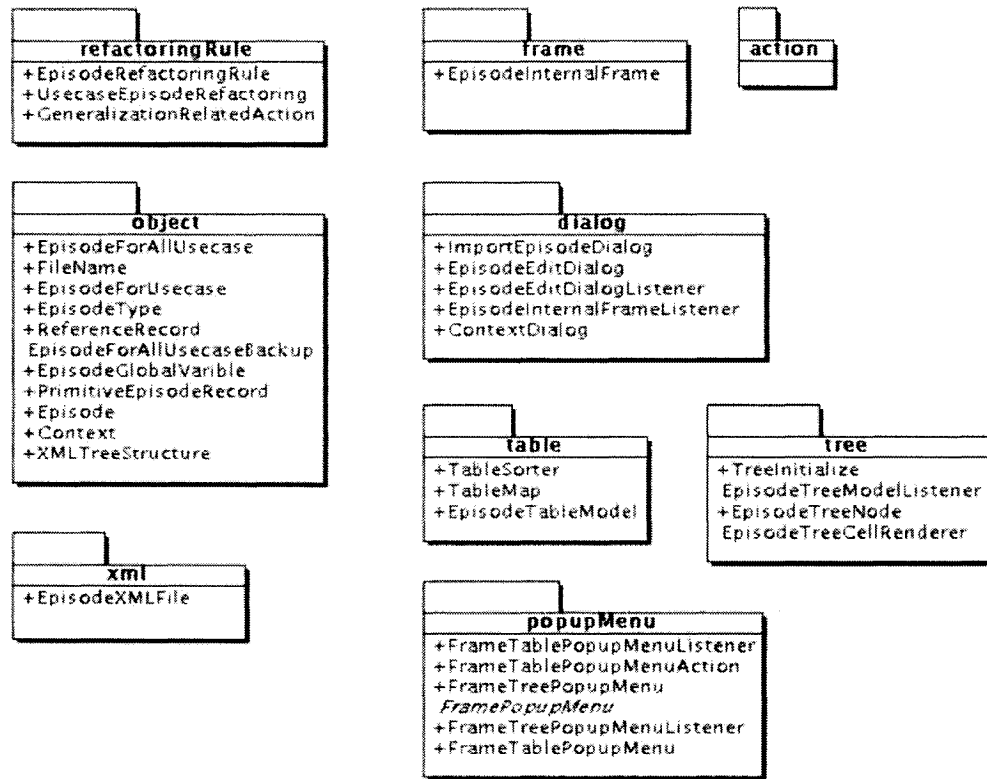 refactoringRule
+EpisodeRefactoringRule
+UsecaseEpisodeRefactoring
+GeneralizationRelatedAction
frame
+EpisodeInternalFrame
action
object
+EpisodeForAllUsecase
+FileName
+EpisodeForUsecase
+EpisodeType
+ReferenceRecord
EpisodeForAllUsecaseBackup
+EpisodeGlobalVarible
+PrimitiveEpisodeRecord
+Episode
+Context
+XMLTreeStructure
dialog
+ImportEpisodeDialog
+EpisodeEditDialog
+EpisodeEditDialogListener
+EpisodeInternalFrameListener
+ContextDialog
table
+TableSorter
+TableMap
+EpisodeTableModel
tree
+TreeInitialize
EpisodeTreeModelListener
+EpisodeTreeNode
EpisodeTreeCellRenderer
xml
+EpisodeXMLFile
popupMenu
+FrameTablePopupMenuListener
+FrameTablePopupMenuAction
+FrameTreePopupMenu
FramePopupMenu
+FrameTreePopupMenuListener
+FrameTablePopupMenu